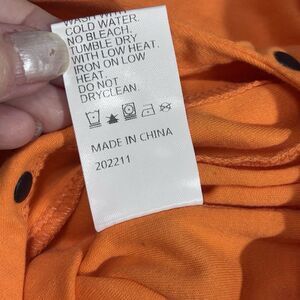 WASH WITH
COLD WATER.
NO BLEACH.
TUMBLE DRY
WITH LOW HEAT.
IRON ON LOW
HEAT.
DO NOT
DRYCLEAN.
MADE IN CHINA
202211